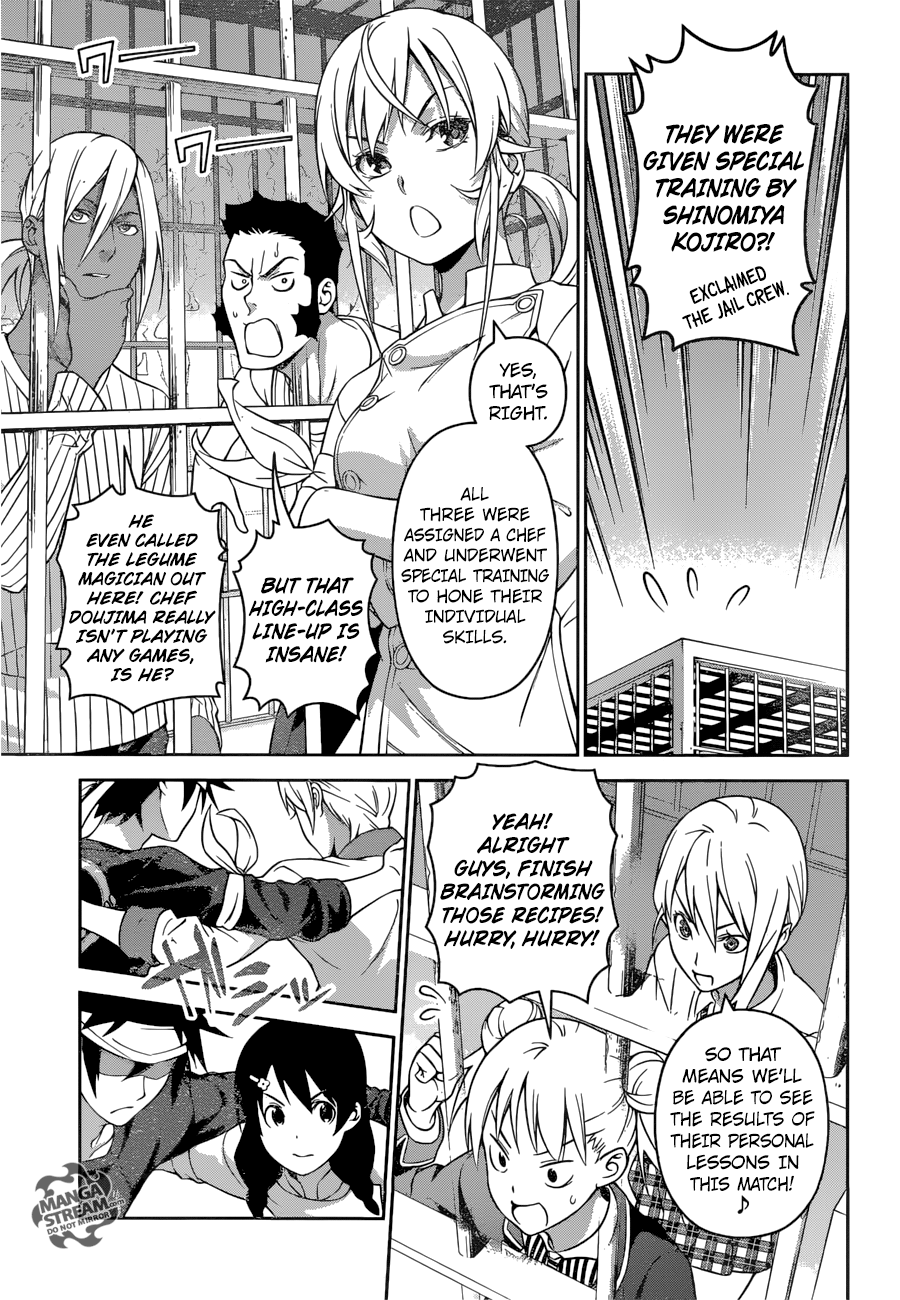 THEY WERE
GIVEN SPECIAL
TRAINING BY
SHINOMIYA
KOJIRO?!
EXCLAIMED
THE JAIL CREW.
ワー
ワー
YES,
THAT'S
RIGHT.
ALL
THREE WERE
ASSIGNED A CHEF
AND UNDERWENT
SPECIAL TRAINING
TO HONE THEIR
INDIVIDUAL
SKILLS.
BUT THAT
HIGH-CLASS
LINE-UP IS
INSANE!
HE
EVEN CALLED
THE LEGUME
MAGICIAN OUT
HERE! CHEF
DOUJIMA REALLY
ISN'T PLAYING
ANY GAMES,
IS HE?
YEAH!
ALRIGHT
GUYS, FINISH
BRAINSTORMING
THOSE RECIPES!
HURRY, HURRY!
SO THAT
MEANS WE'LL
BE ABLE TO SEE
THE RESULTS OF
THEIR PERSONAL
LESSONS IN
THIS MATCH!
♪
MANGA
STREAM.com
DO NOT MIRROR